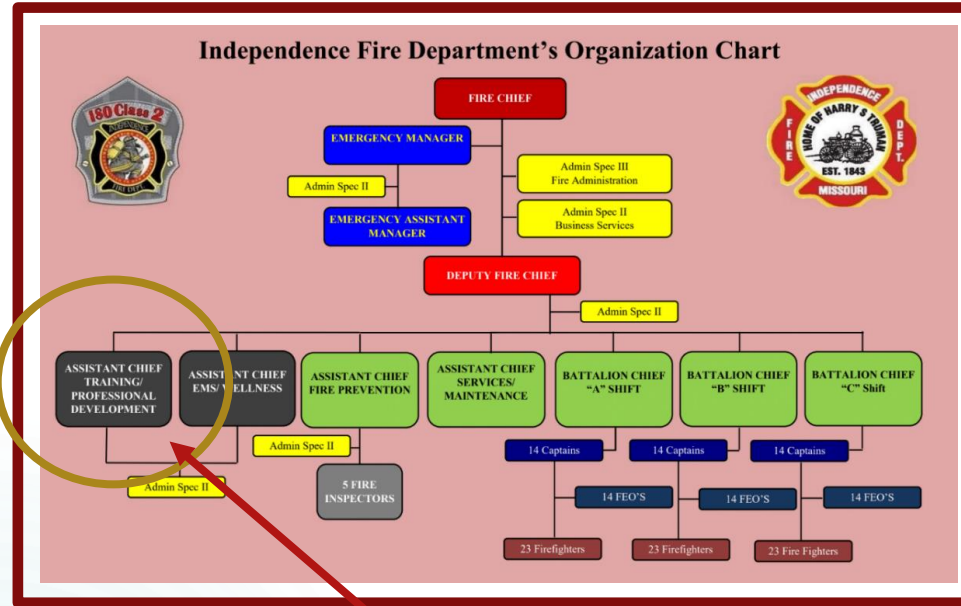 Independence Fire Department's Organization Chart
ISO Class 2
INDEPENDENCE
FIRE DEPT.
INDEPENDENCE
FIRE
HOME OF HARRY S TRUMAN
DEPT.
EST. 1843
MISSOURI
FIRE CHIEF
EMERGENCY MANAGER
Admin Spec III
Fire Administration
Admin Spec II
EMERGENCY ASSISTANT
MANAGER
Admin Spec II
Business Services
DEPUTY FIRE CHIEF
Admin Spec II
ASSISTANT CHIEF
TRAINING/
PROFESSIONAL
DEVELOPMENT
ASSISTANT CHIEF
EMS/ WELLNESS
ASSISTANT CHIEF
FIRE PREVENTION
ASSISTANT CHIEF
SERVICES/
MAINTENANCE
BATTALION CHIEF
"A" SHIFT
BATTALION CHIEF
"B" SHIFT
BATTALION CHIEF
"C" Shift
Admin Spec II
Admin Spec II
5 FIRE
INSPECTORS
14 Captains
14 Captains
14 Captains
14 FEO'S
14 FEO'S
14 FEO'S
23 Firefighters
23 Firefighters
23 Fire Fighters